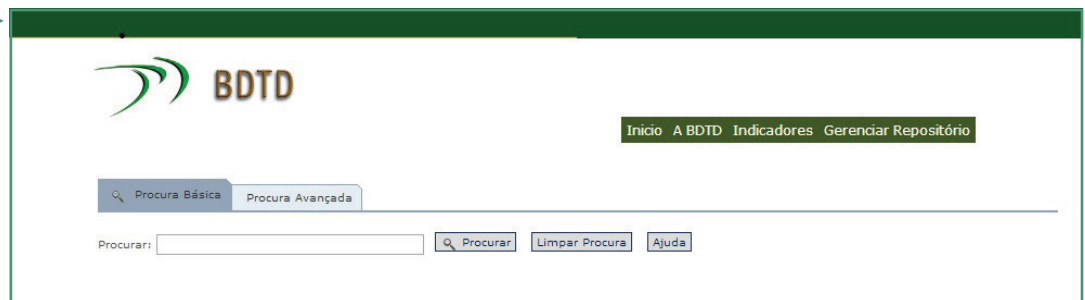 BDTD
Inicio A BDTD Indicadores Gerenciar Repositório
Procura Básica Procura Avançada
Procurar: Procurar Limpar Procura Ajuda